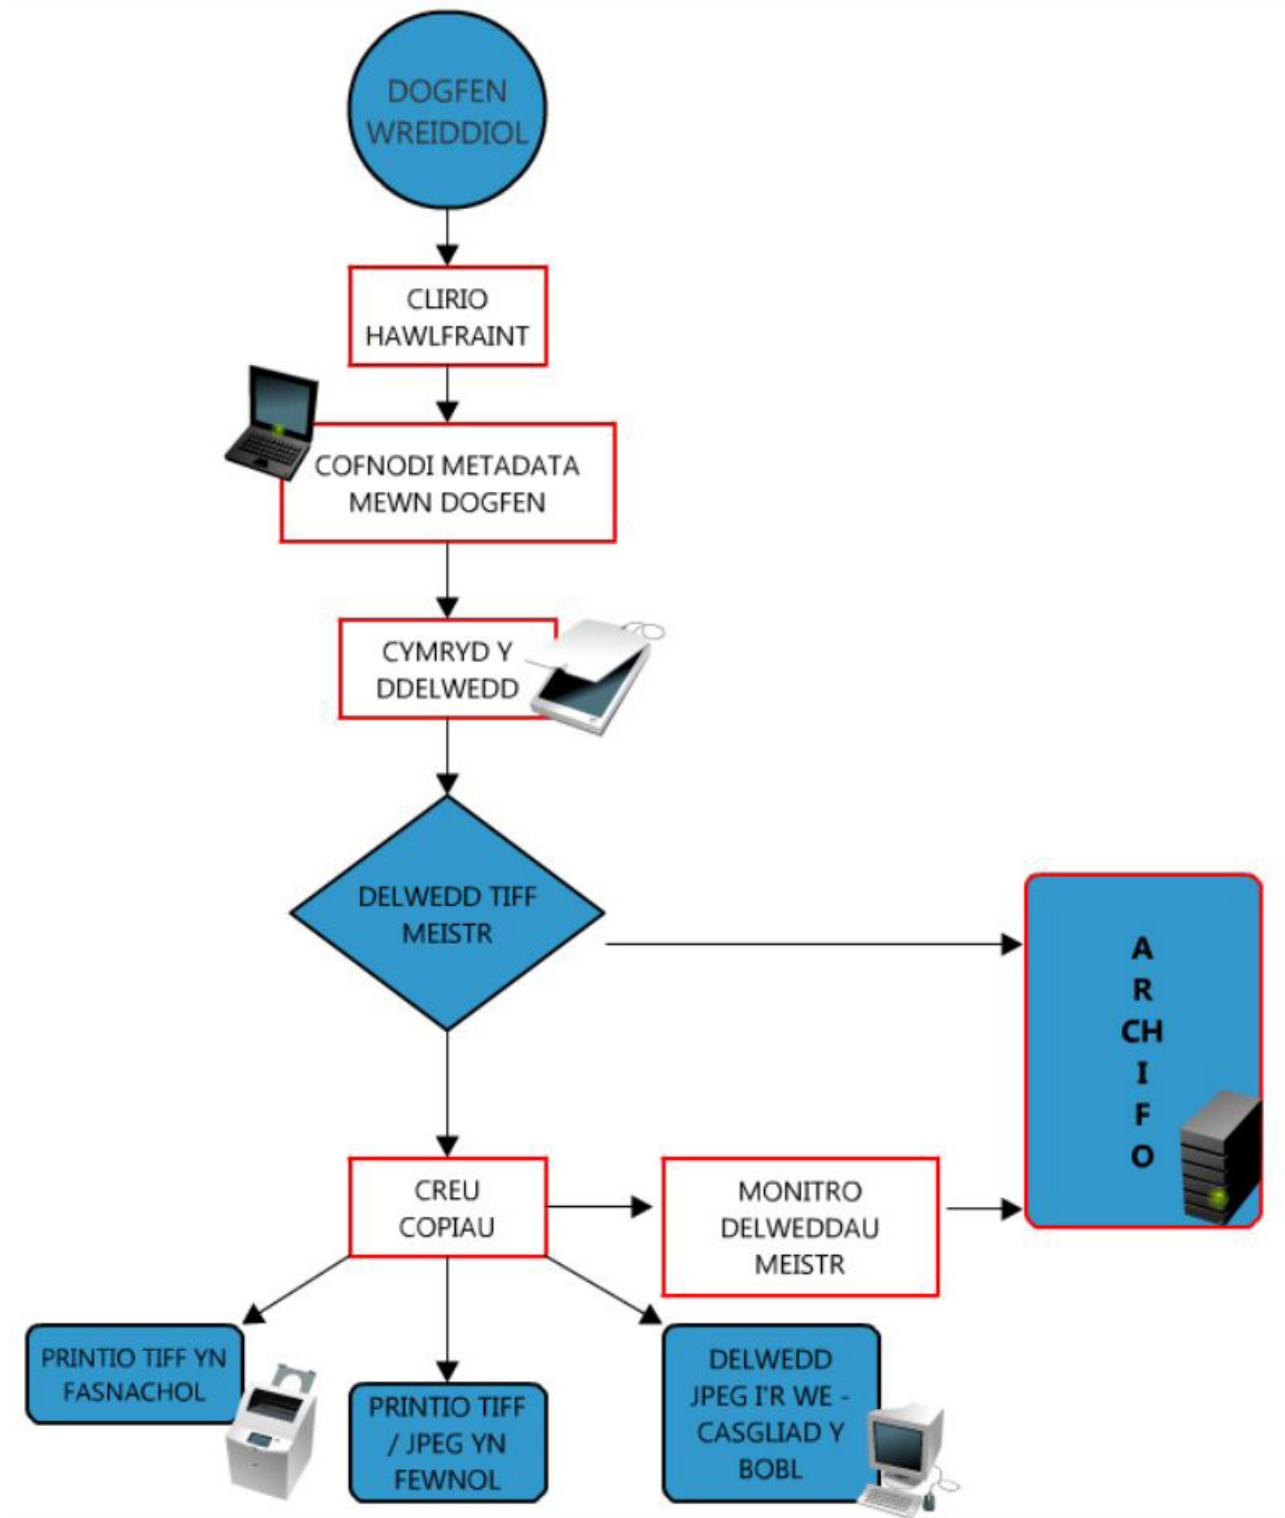 DOGFEN
WREIDDIOL
CLIRIO
HAWLFRAINT
COFNODI METADATA
MEWN DOGFEN
CYMRYD Y
DDELWEDD
DELWEDD TIFF
MEISTR
A
R
CH
I
F
O
CREU
COPIAU
MONITRO
DELWEDDAU
MEISTR
PRINTIO TIFF YN
FASNACHOL
PRINTIO TIFF
/ JPEG YN
FEWNOL
DELWEDD
JPEG I'R WE -
CASGLIAD Y
BOBL